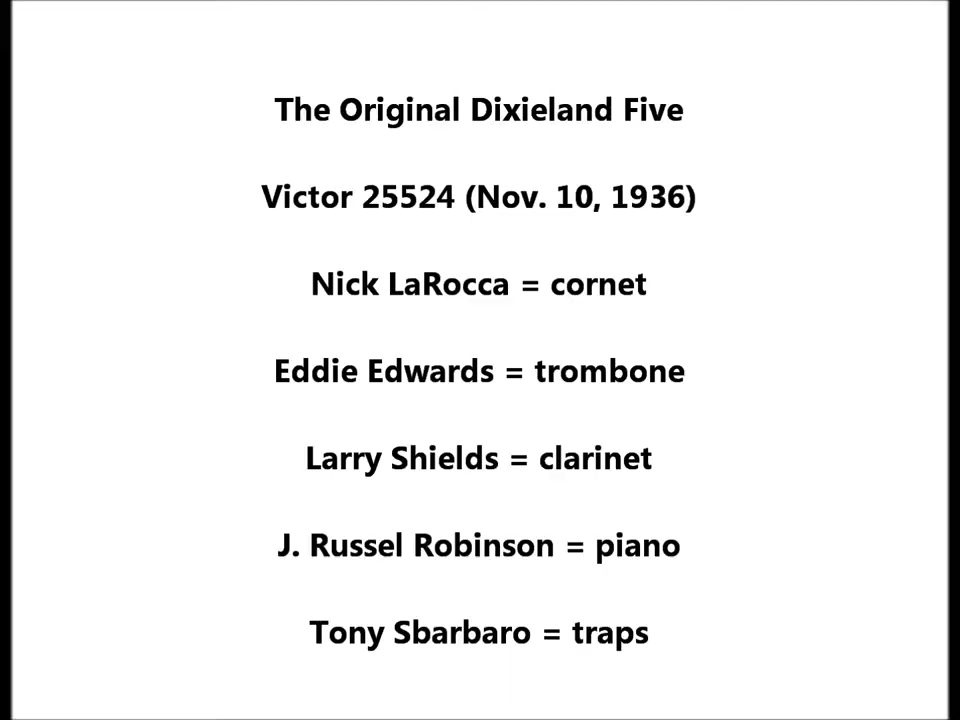 The Original Dixieland Five
Victor 25524 (Nov. 10, 1936)
Nick LaRocca = cornet
Eddie Edwards = trombone
Larry Shields = clarinet
J. Russel Robinson = piano
Tony Sbarbaro = traps